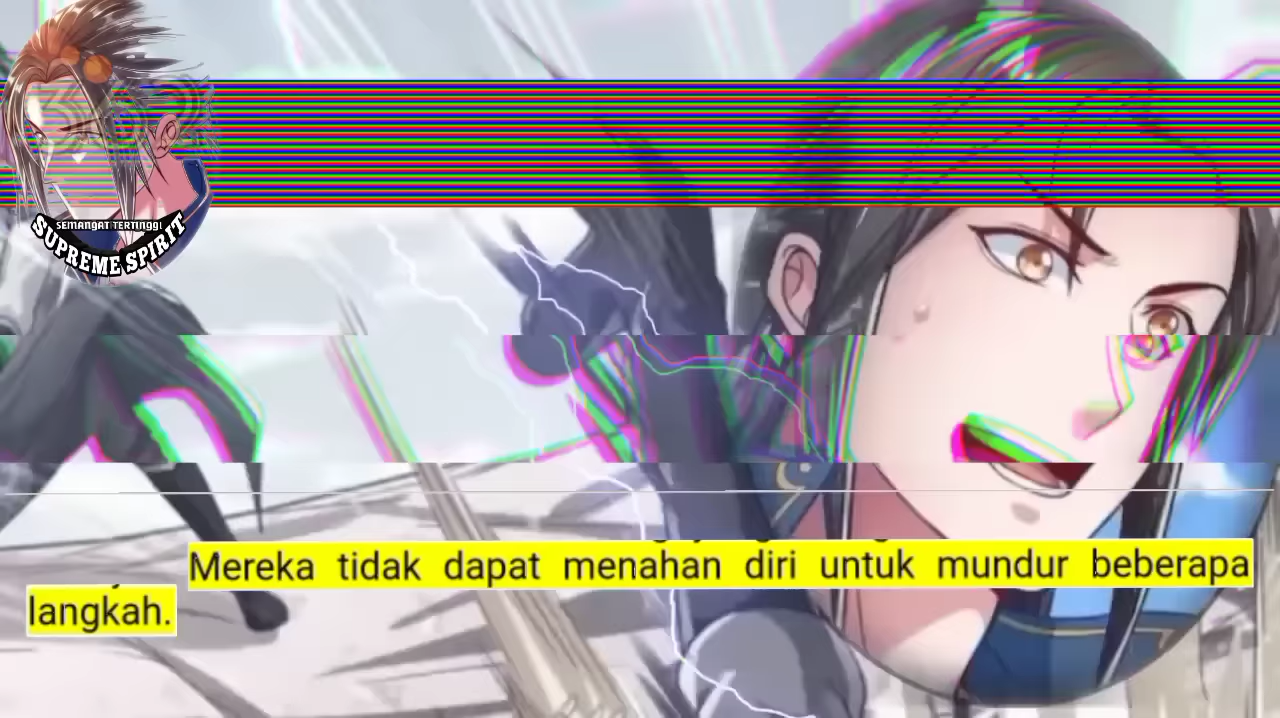 SEMANGAT TERTINGGI
SUPREME SPIRIT
Mereka tidak dapat menahan diri untuk mundur beberapa
langkah.